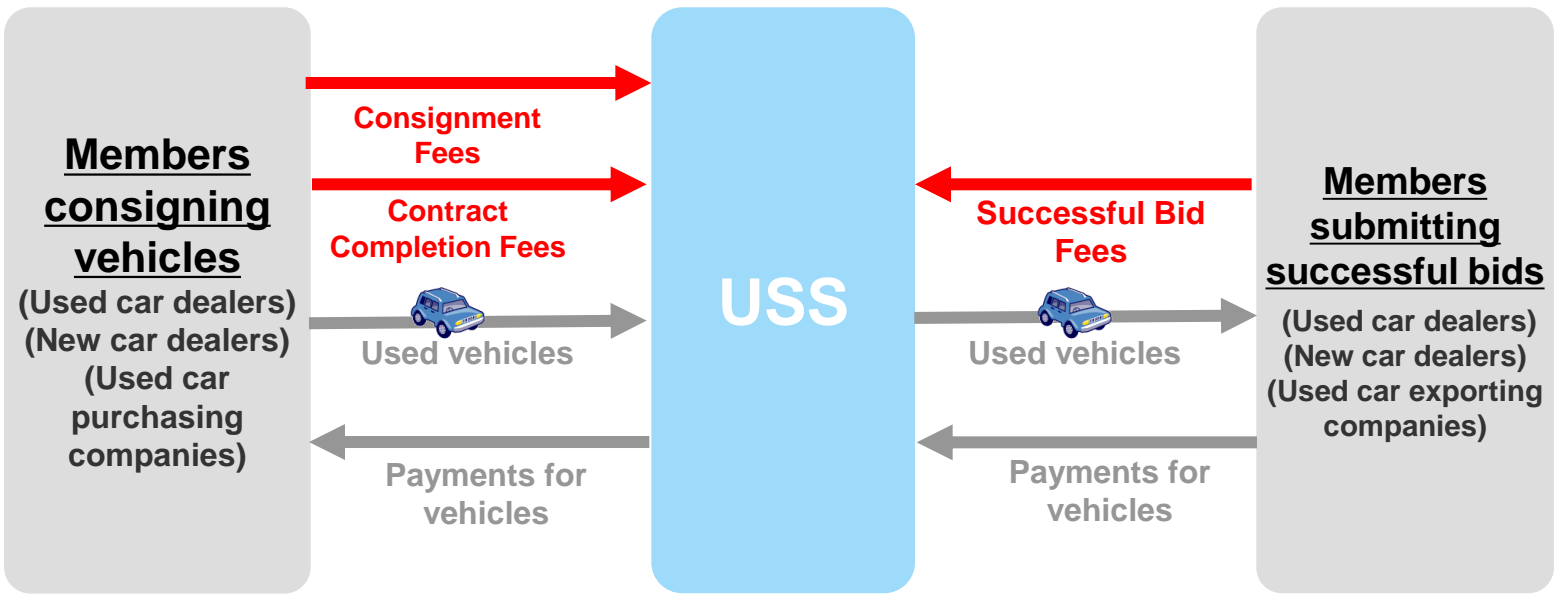 Members
consigning
vehicles
(Used car dealers)
(New car dealers)
(Used car
purchasing
companies)
Consignment
Fees
Contract
Completion Fees
Used vehicles
Payments for
vehicles
USS
Successful Bid
Fees
Used vehicles
Payments for
vehicles
Members
submitting
successful bids
(Used car dealers)
(New car dealers)
(Used car exporting
companies)